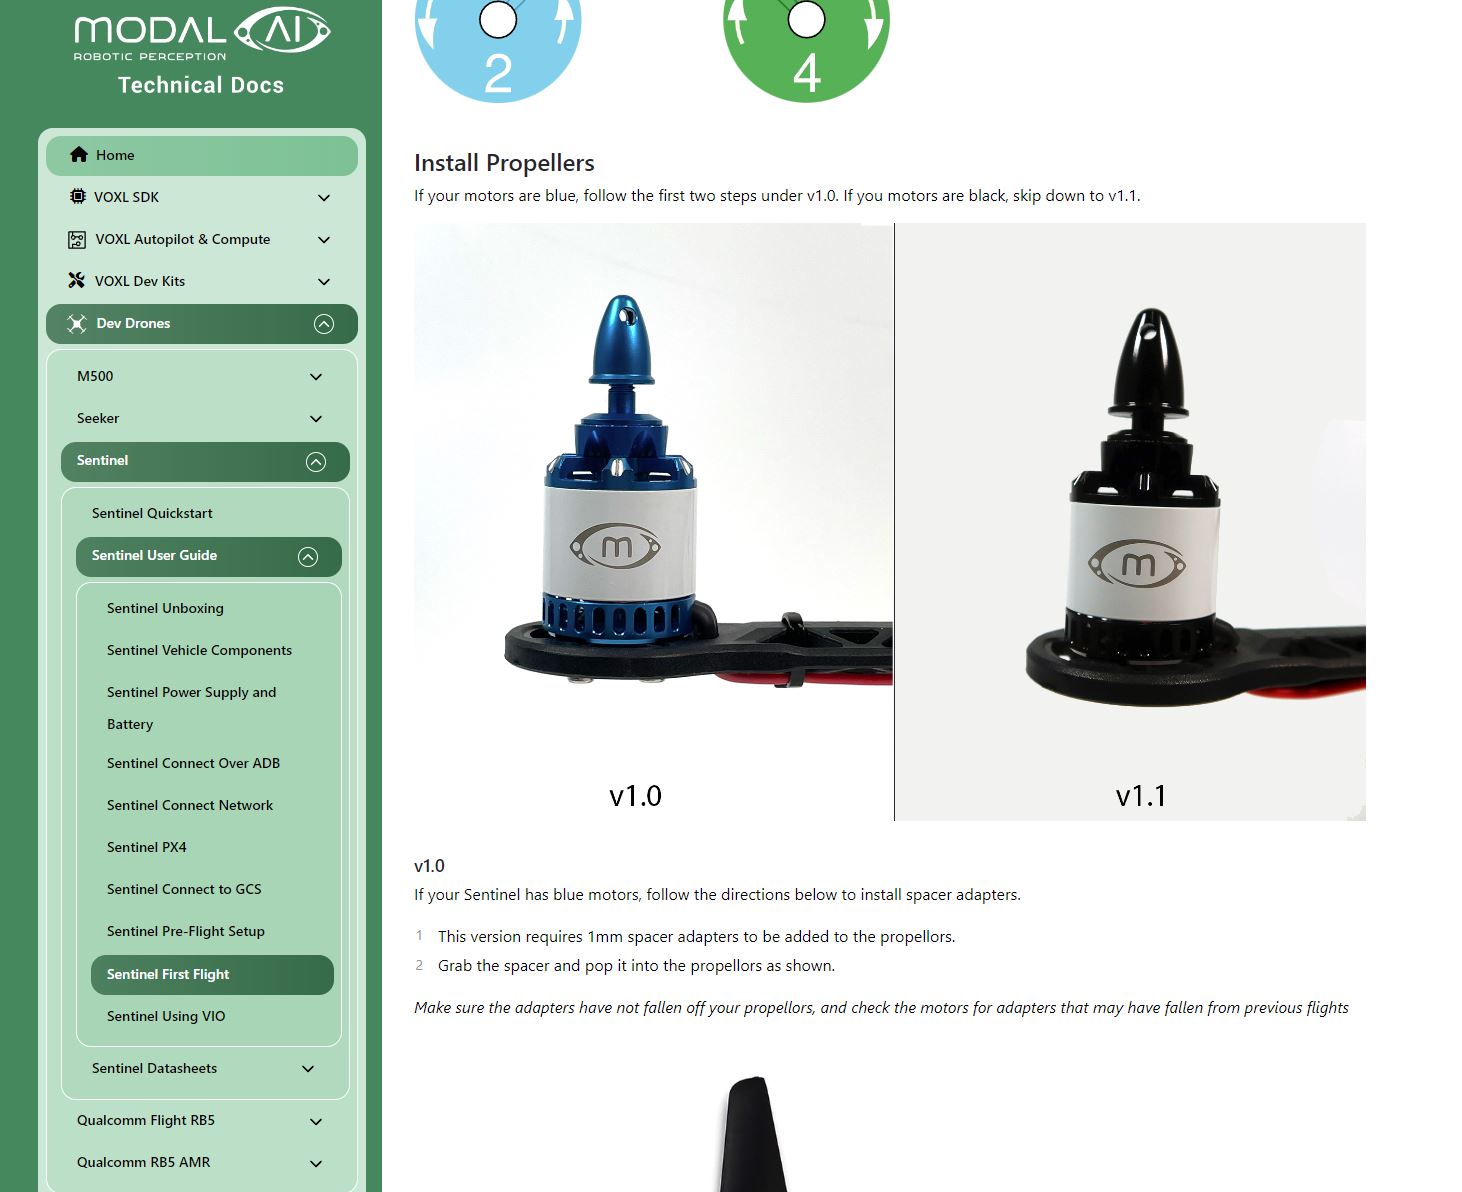 MODAL AI
ROBOTIC PERCEPTION
Technical Docs
Home
VOXL SDK
VOXL Autopilot & Compute
VOXL Dev Kits
Dev Drones
M500
Seeker
Sentinel
Sentinel Quickstart
Sentinel User Guide
Sentinel Unboxing
Sentinel Vehicle Components
Sentinel Power Supply and
Battery
Sentinel Connect Over ADB
Sentinel Connect Network
Sentinel PX4
Sentinel Connect to GCS
Sentinel Pre-Flight Setup
Sentinel First Flight
Sentinel Using VIO
Sentinel Datasheets
Qualcomm Flight RB5
Qualcomm RB5 AMR
2
4
Install Propellers
If your motors are blue, follow the first two steps under v1.0. If you motors are black, skip down to v1.1.
m
m
v1.0
v1.1
v1.0
If your Sentinel has blue motors, follow the directions below to install spacer adapters.
1 This version requires 1mm spacer adapters to be added to the propellors.
2 Grab the spacer and pop it into the propellors as shown.
Make sure the adapters have not fallen off your propellors, and check the motors for adapters that may have fallen from previous flights